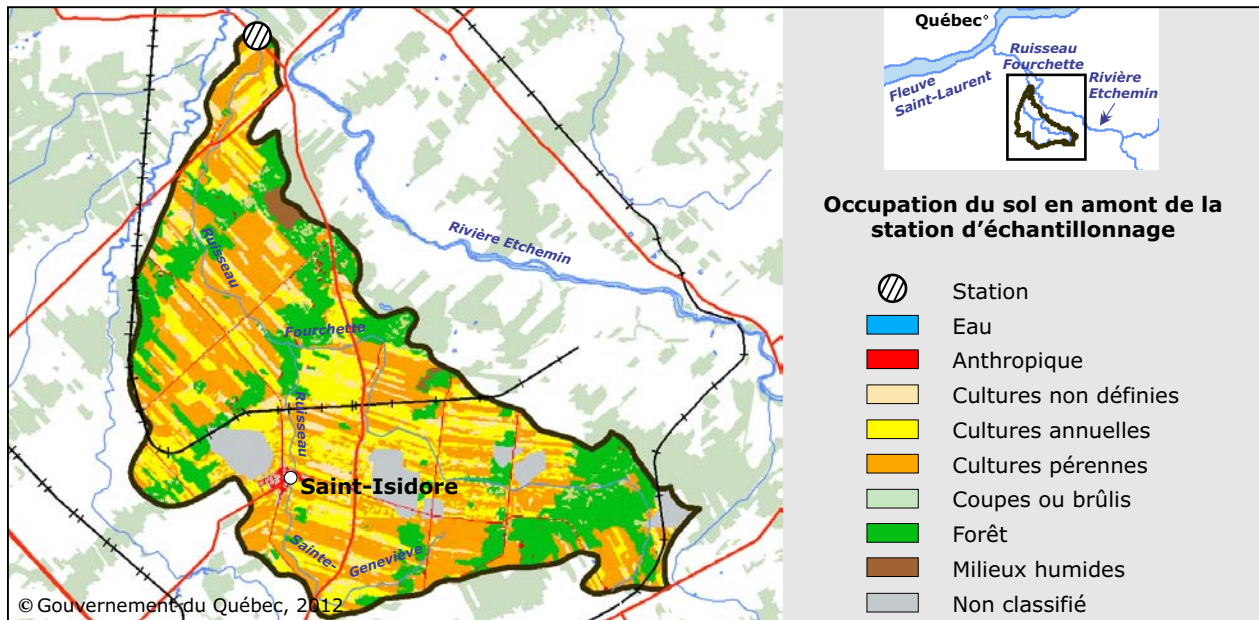 Ruisseau
Fourchette
Rivière Etchemin
Ruisseau
Saint-Isidore
Sainte-
Geneviève
© Gouvernement du Québec, 2012
Québec
Ruisseau
Fourchette
Rivière
Etchemin
Fleuve
Saint-Laurent
Occupation du sol en amont de la
station d'échantillonnage
Station
Eau
Anthropique
Cultures non définies
Cultures annuelles
Cultures pérennes
Coupes ou brûlis
Forêt
Milieux humides
Non classifié